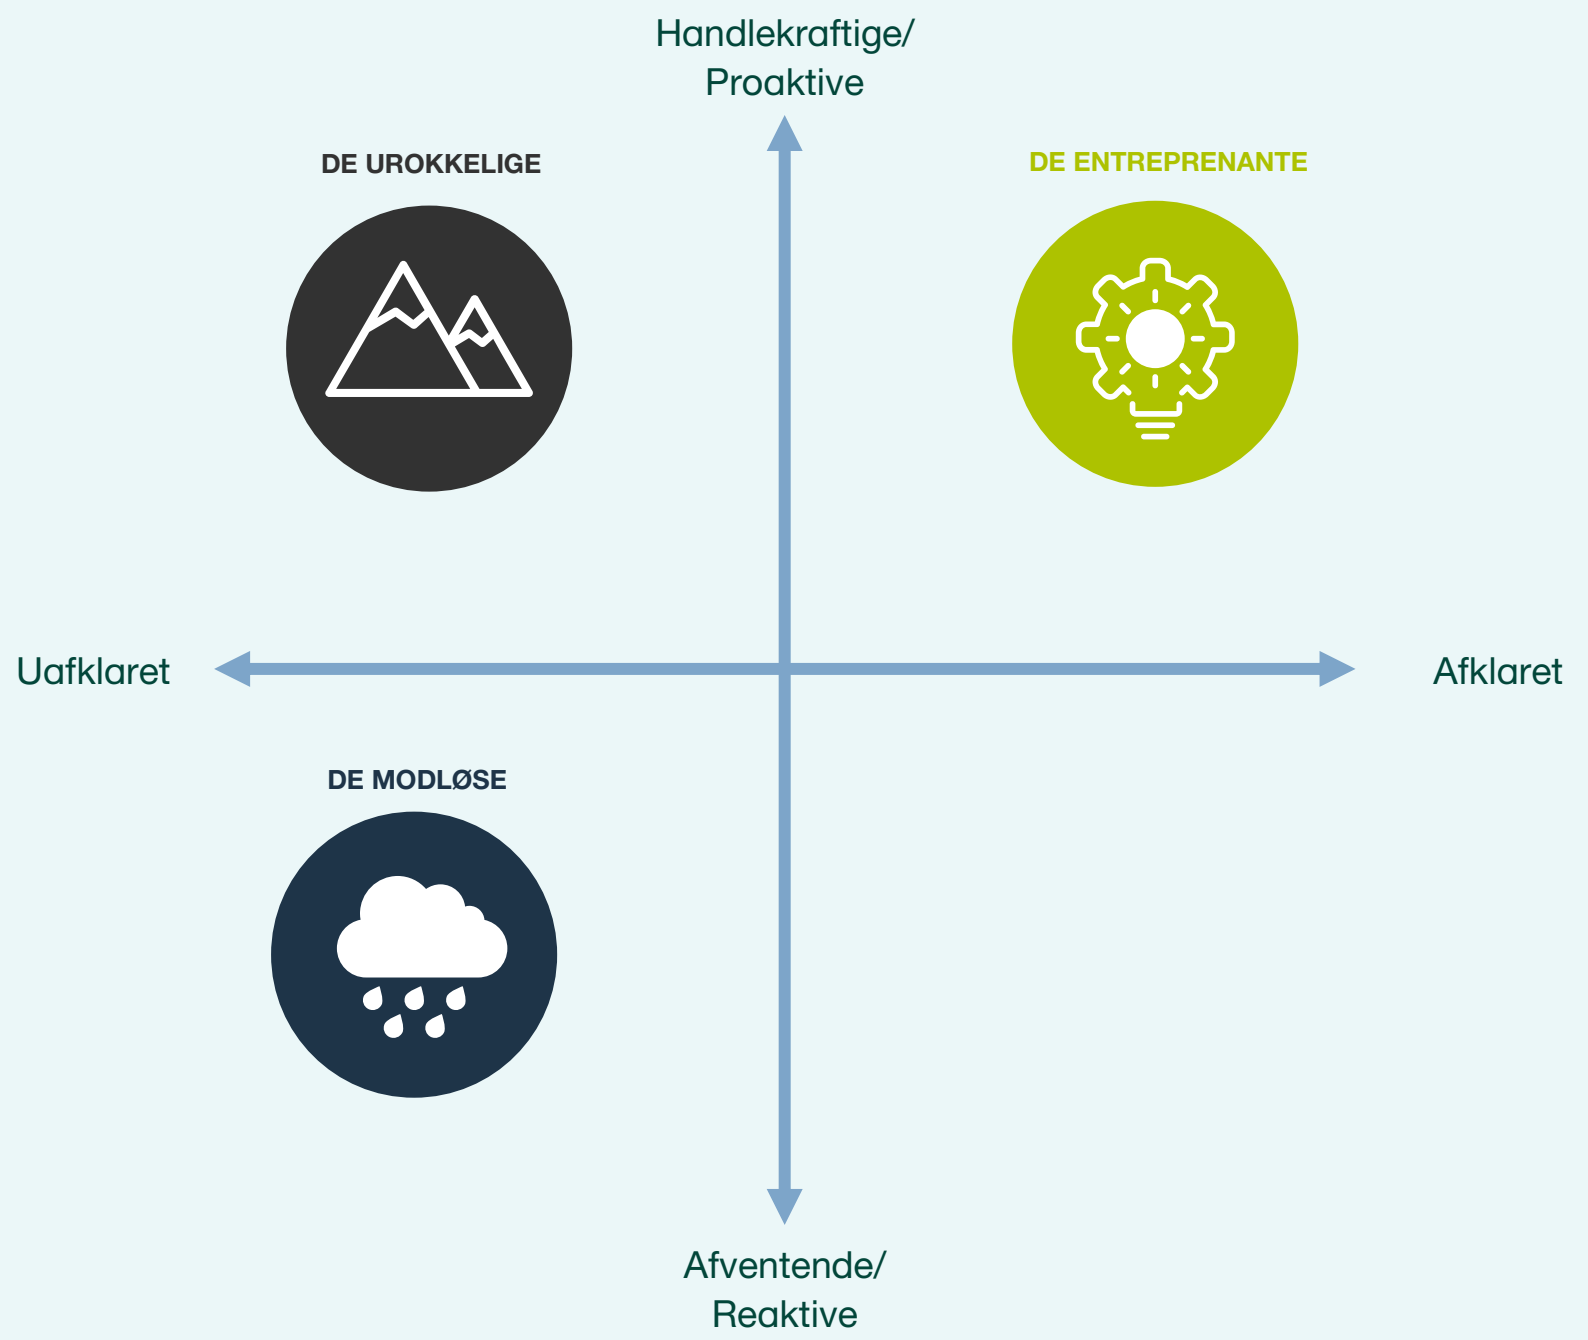 Handlekraftige/
Proaktive
DE UROKKELIGE
DE ENTREPRENANTE
Uafklaret
Afklaret
DE MODLØSE
Afventende/
Reaktive